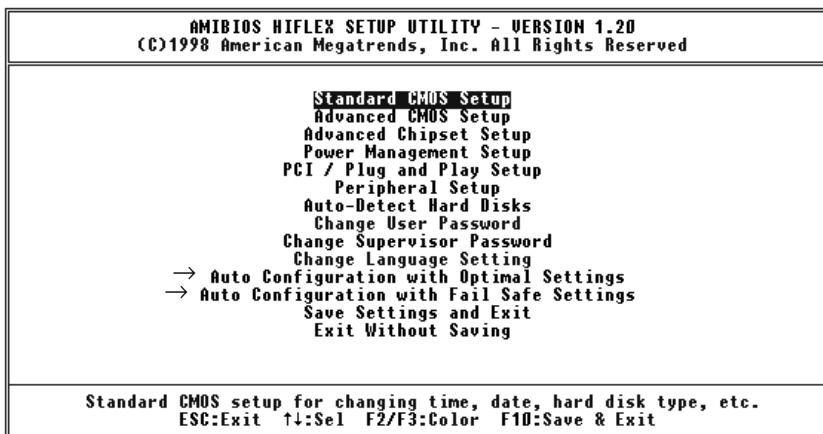 AMIBIOS HIFLEX SETUP UTILITY - VERSION 1.20
(C)1998 American Megatrends, Inc. All Rights Reserved
Standard CMOS Setup
Advanced CMOS Setup
Advanced Chipset Setup
Power Management Setup
PCI / Plug and Play Setup
Peripheral Setup
Auto-Detect Hard Disks
Change User Password
Change Supervisor Password
Change Language Setting
→ Auto Configuration with Optimal Settings
→ Auto Configuration with Fail Safe Settings
Save Settings and Exit
Exit Without Saving
Standard CMOS setup for changing time, date, hard disk type, etc.
ESC:Exit ↑↓:Sel F2/F3:Color F10:Save & Exit